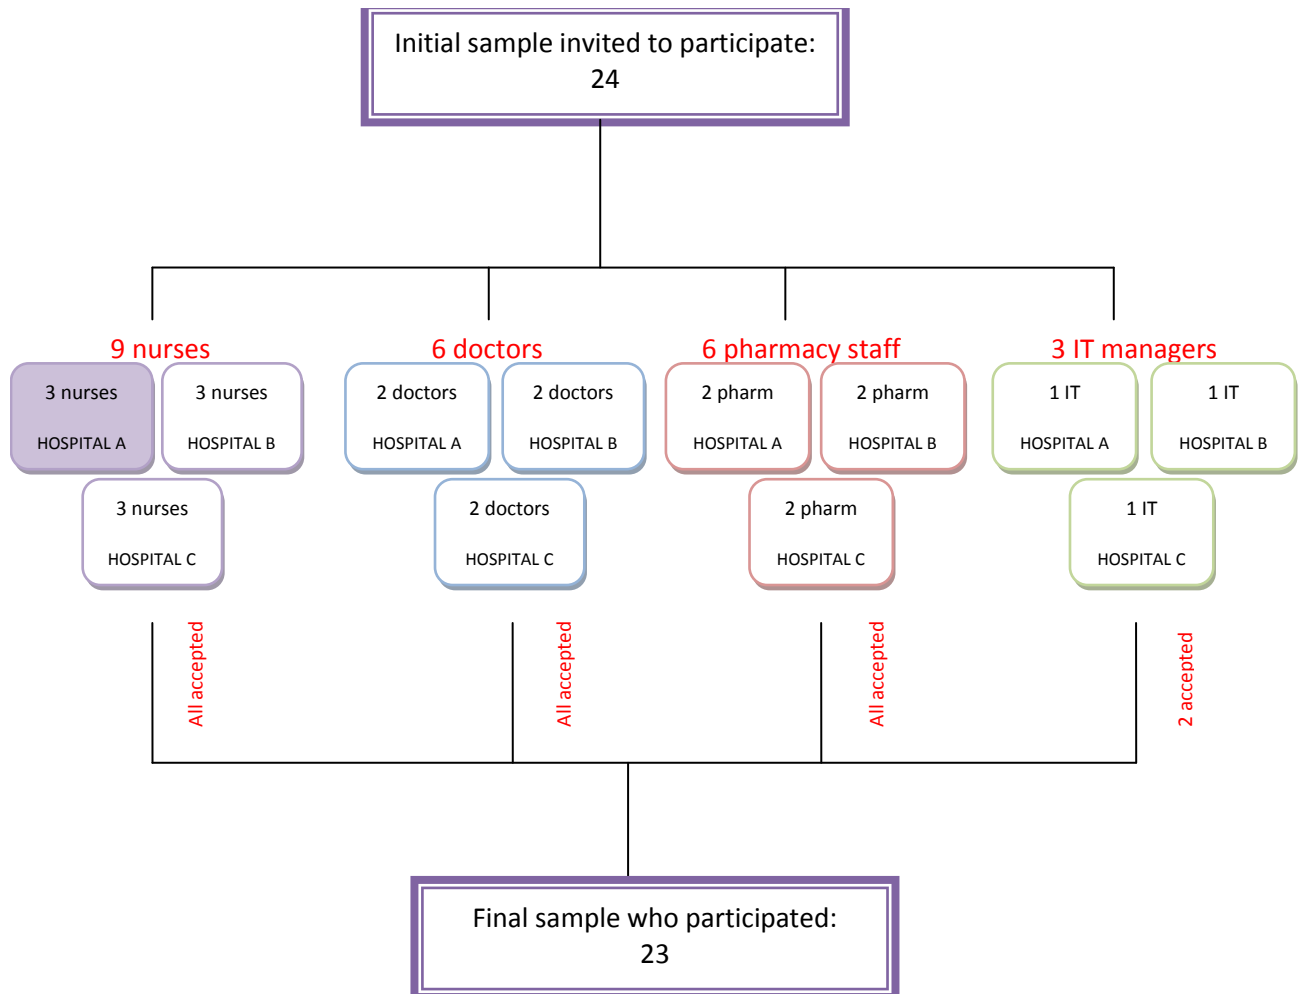 Initial sample invited to participate:
24
9 nurses
6 doctors
6 pharmacy staff
3 IT managers
3 nurses
HOSPITAL A
3 nurses
HOSPITAL B
3 nurses
HOSPITAL C
2 doctors
HOSPITAL A
2 doctors
HOSPITAL B
2 doctors
HOSPITAL C
2 pharm
HOSPITAL A
2 pharm
HOSPITAL B
2 pharm
HOSPITAL C
1 IT
HOSPITAL A
1 IT
HOSPITAL B
1 IT
HOSPITAL C
All accepted
All accepted
All accepted
2 accepted
Final sample who participated:
23